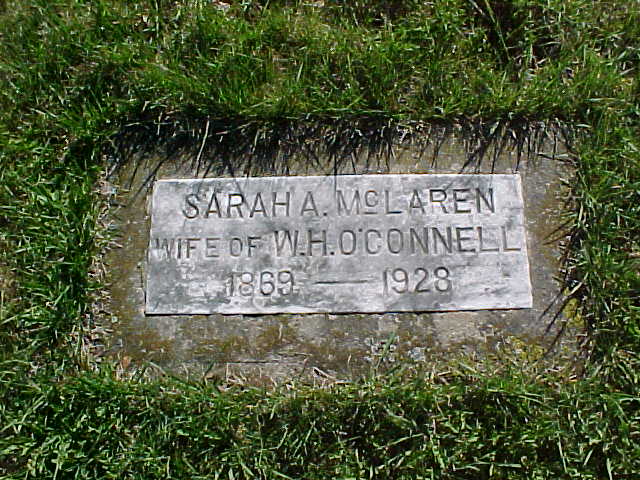 SARAH A. McLAREN
WIFE OF W.H. O'CONNELL
1869 — 1928